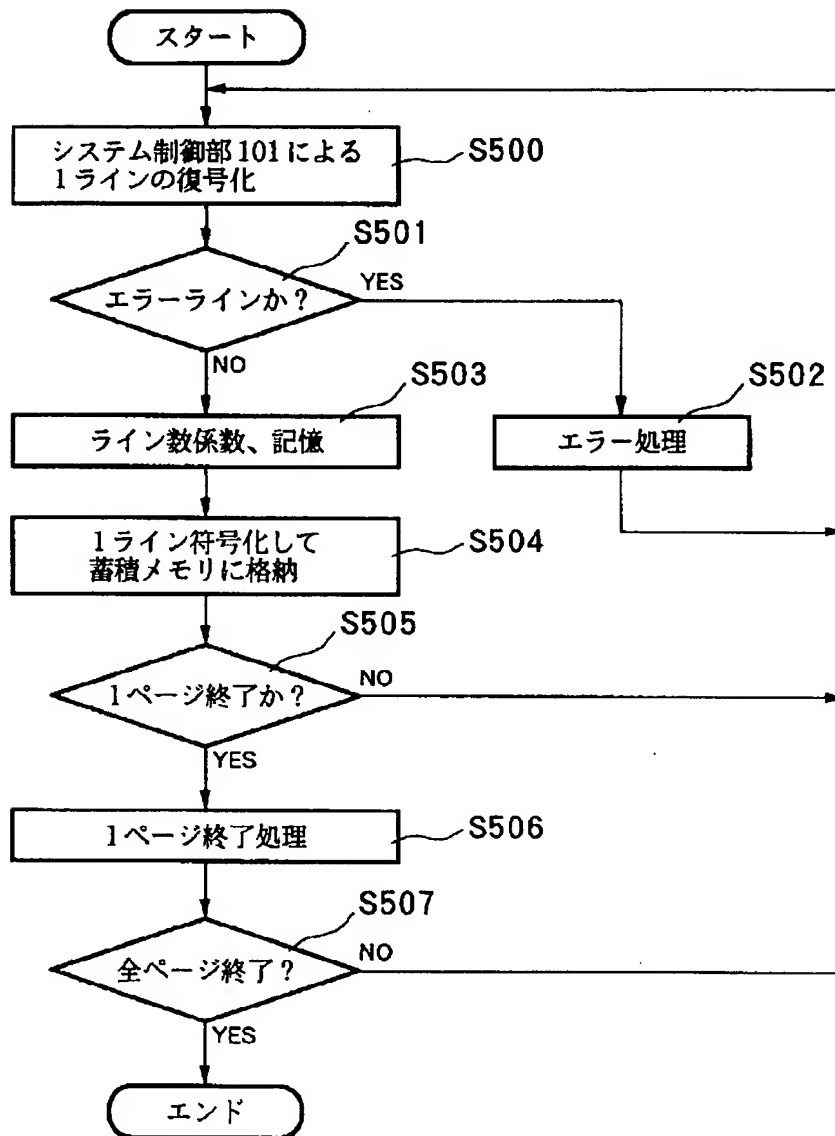 スタート
システム制御部101による
1ラインの復号化
S500
S501
エラーラインか?
YES
NO
S503
ライン数係数、記憶
S502
エラー処理
1ライン符号化して
蓄積メモリに格納
S504
S505
1ページ終了か?
NO
YES
1ページ終了処理
S506
S507
全ページ終了?
NO
YES
エンド